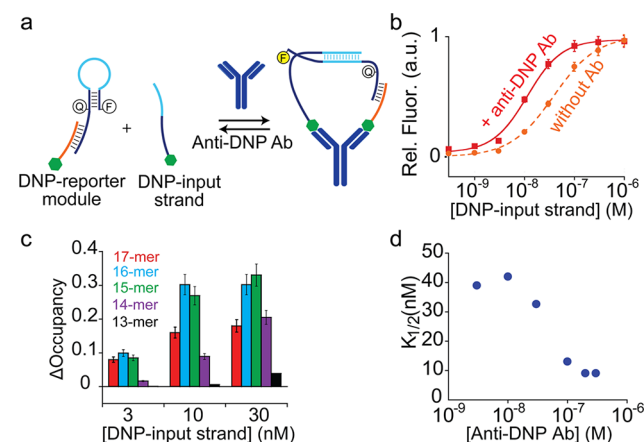 a
Q
F
+
DNP-reporter
module
DNP-input
strand
Anti-DNP Ab
F
Q
b
Rel. Fluor. (a.u.)
1
0
+ anti-DNP Ab
without Ab
10⁻⁹ 10⁻⁸ 10⁻⁷ 10⁻⁶
[DNP-input strand] (M)
c
ΔOccupancy
0.4
0.3
0.2
0.1
0
17-mer
16-mer
15-mer
14-mer
13-mer
3 10 30
[DNP-input strand] (nM)
d
K1/2(nM)
50
40
30
20
10
0
10⁻⁹ 10⁻⁸ 10⁻⁷ 10⁻⁶
[Anti-DNP Ab] (M)